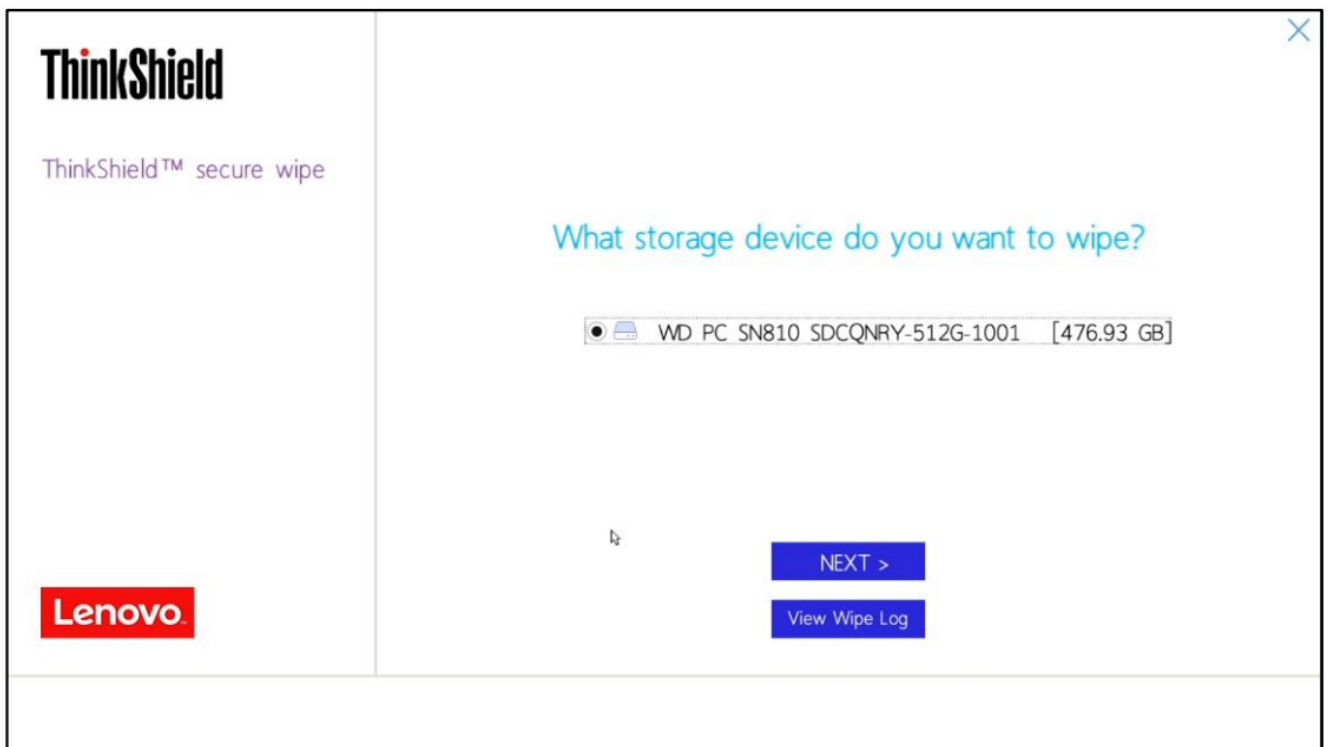 ThinkShield
ThinkShield™ secure wipe
What storage device do you want to wipe?
WD PC SN810 SDCQNRY-512G-1001 [476.93 GB]
NEXT >
View Wipe Log
Lenovo™